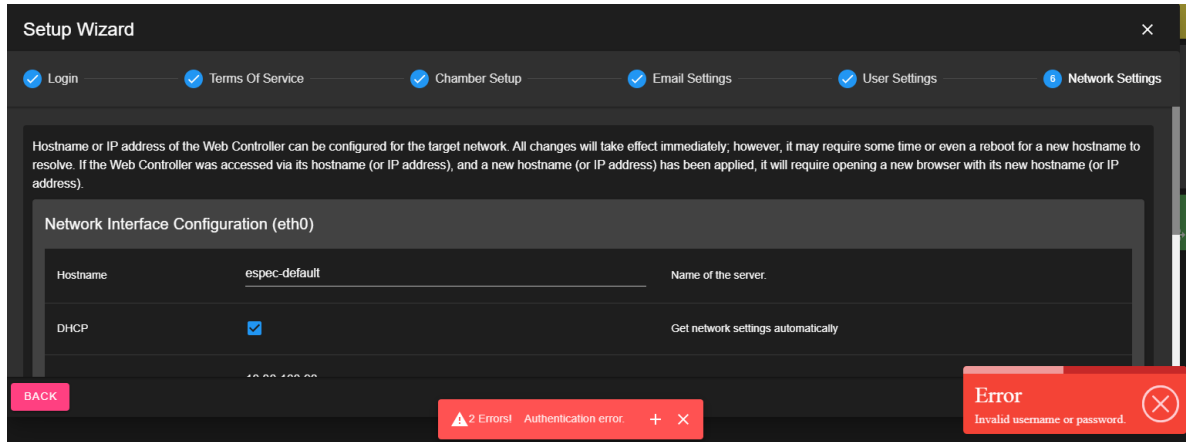 Setup Wizard
Login
Terms Of Service
Chamber Setup
Email Settings
User Settings
6 Network Settings
Hostname or IP address of the Web Controller can be configured for the target network. All changes will take effect immediately; however, it may require some time or even a reboot for a new hostname to
resolve. If the Web Controller was accessed via its hostname (or IP address), and a new hostname (or IP address) has been applied, it will require opening a new browser with its new hostname (or IP
address).
Network Interface Configuration (eth0)
Hostname espec-default Name of the server.
DHCP Get network settings automatically
BACK
2 Errors! Authentication error.
Error
Invalid username or password.